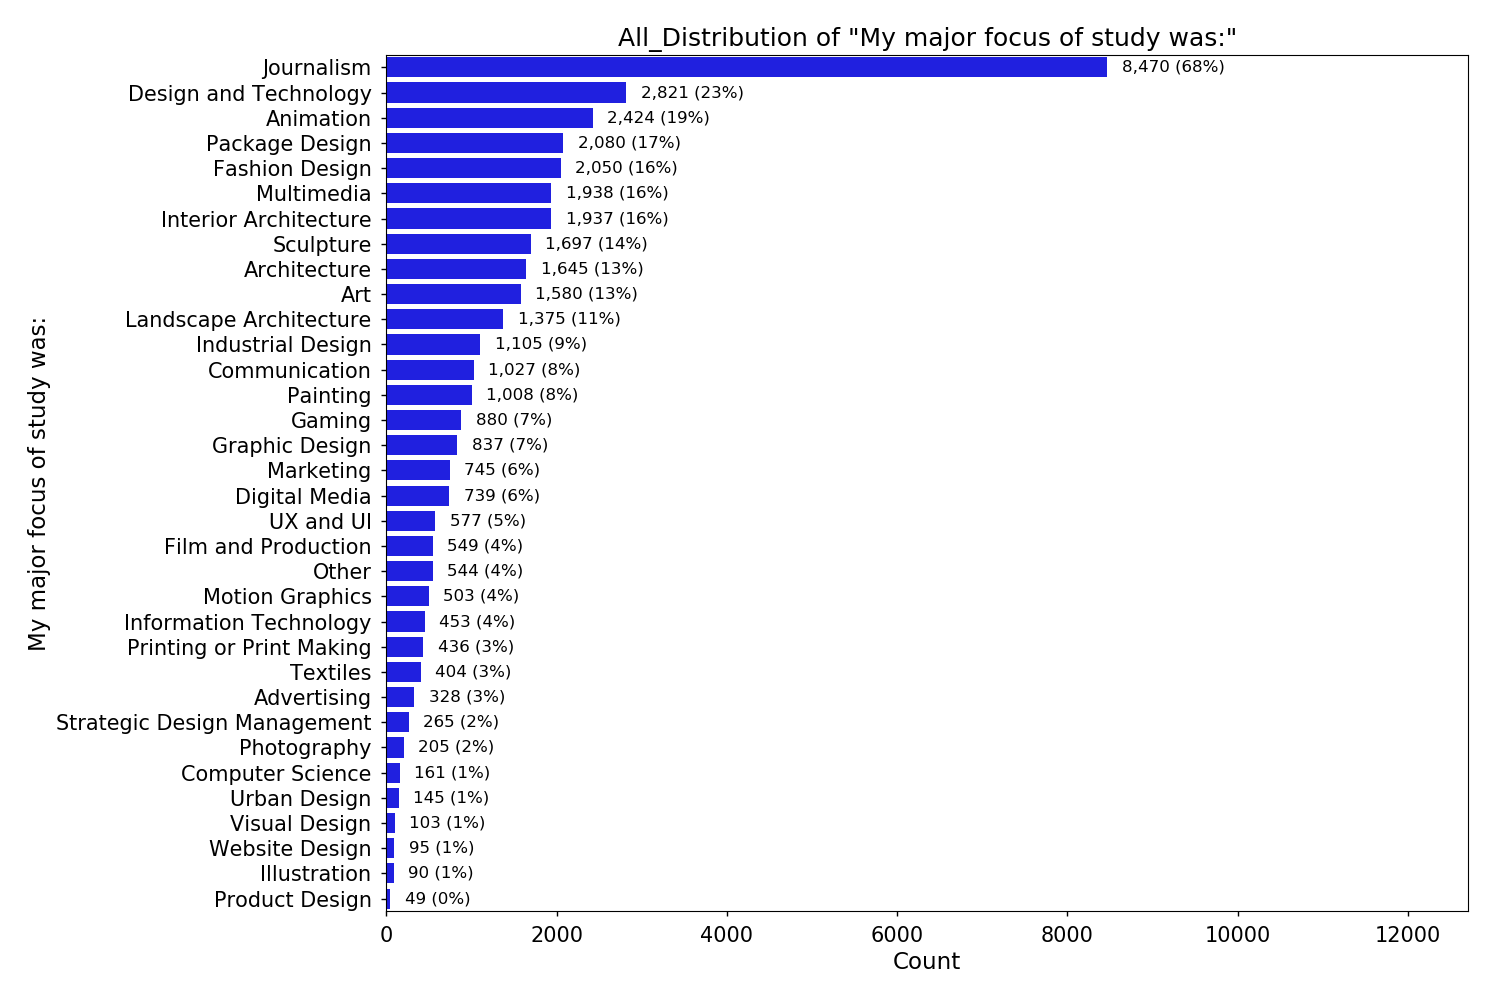 All_Distribution of "My major focus of study was:"
My major focus of study was:
Journalism 8,470 (68%)
Design and Technology 2,821 (23%)
Animation 2,424 (19%)
Package Design 2,080 (17%)
Fashion Design 2,050 (16%)
Multimedia 1,938 (16%)
Interior Architecture 1,937 (16%)
Sculpture 1,697 (14%)
Architecture 1,645 (13%)
Art 1,580 (13%)
Landscape Architecture 1,375 (11%)
Industrial Design 1,105 (9%)
Communication 1,027 (8%)
Painting 1,008 (8%)
Gaming 880 (7%)
Graphic Design 837 (7%)
Marketing 745 (6%)
Digital Media 739 (6%)
UX and UI 577 (5%)
Film and Production 549 (4%)
Other 544 (4%)
Motion Graphics 503 (4%)
Information Technology 453 (4%)
Printing or Print Making 436 (3%)
Textiles 404 (3%)
Advertising 328 (3%)
Strategic Design Management 265 (2%)
Photography 205 (2%)
Computer Science 161 (1%)
Urban Design 145 (1%)
Visual Design 103 (1%)
Website Design 95 (1%)
Illustration 90 (1%)
Product Design 49 (0%)
0 2000 4000 6000 8000 10000 12000
Count